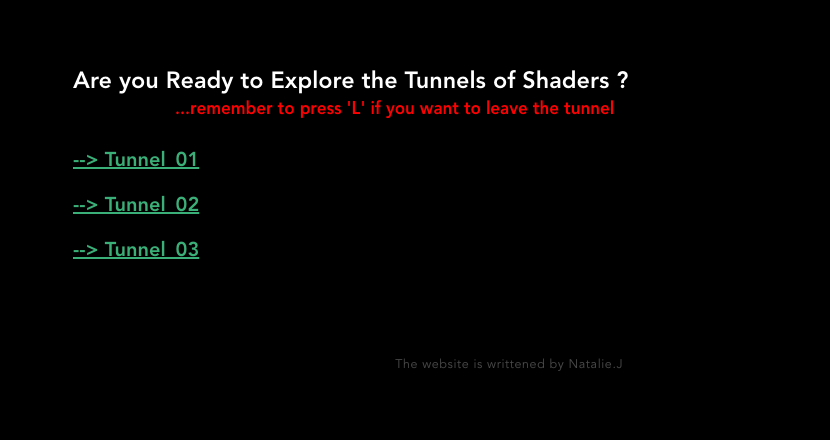 Are you Ready to Explore the Tunnels of Shaders ?
...remember to press 'L' if you want to leave the tunnel
--> Tunnel_01
--> Tunnel_02
--> Tunnel_03
The website is writtened by Natalie.J